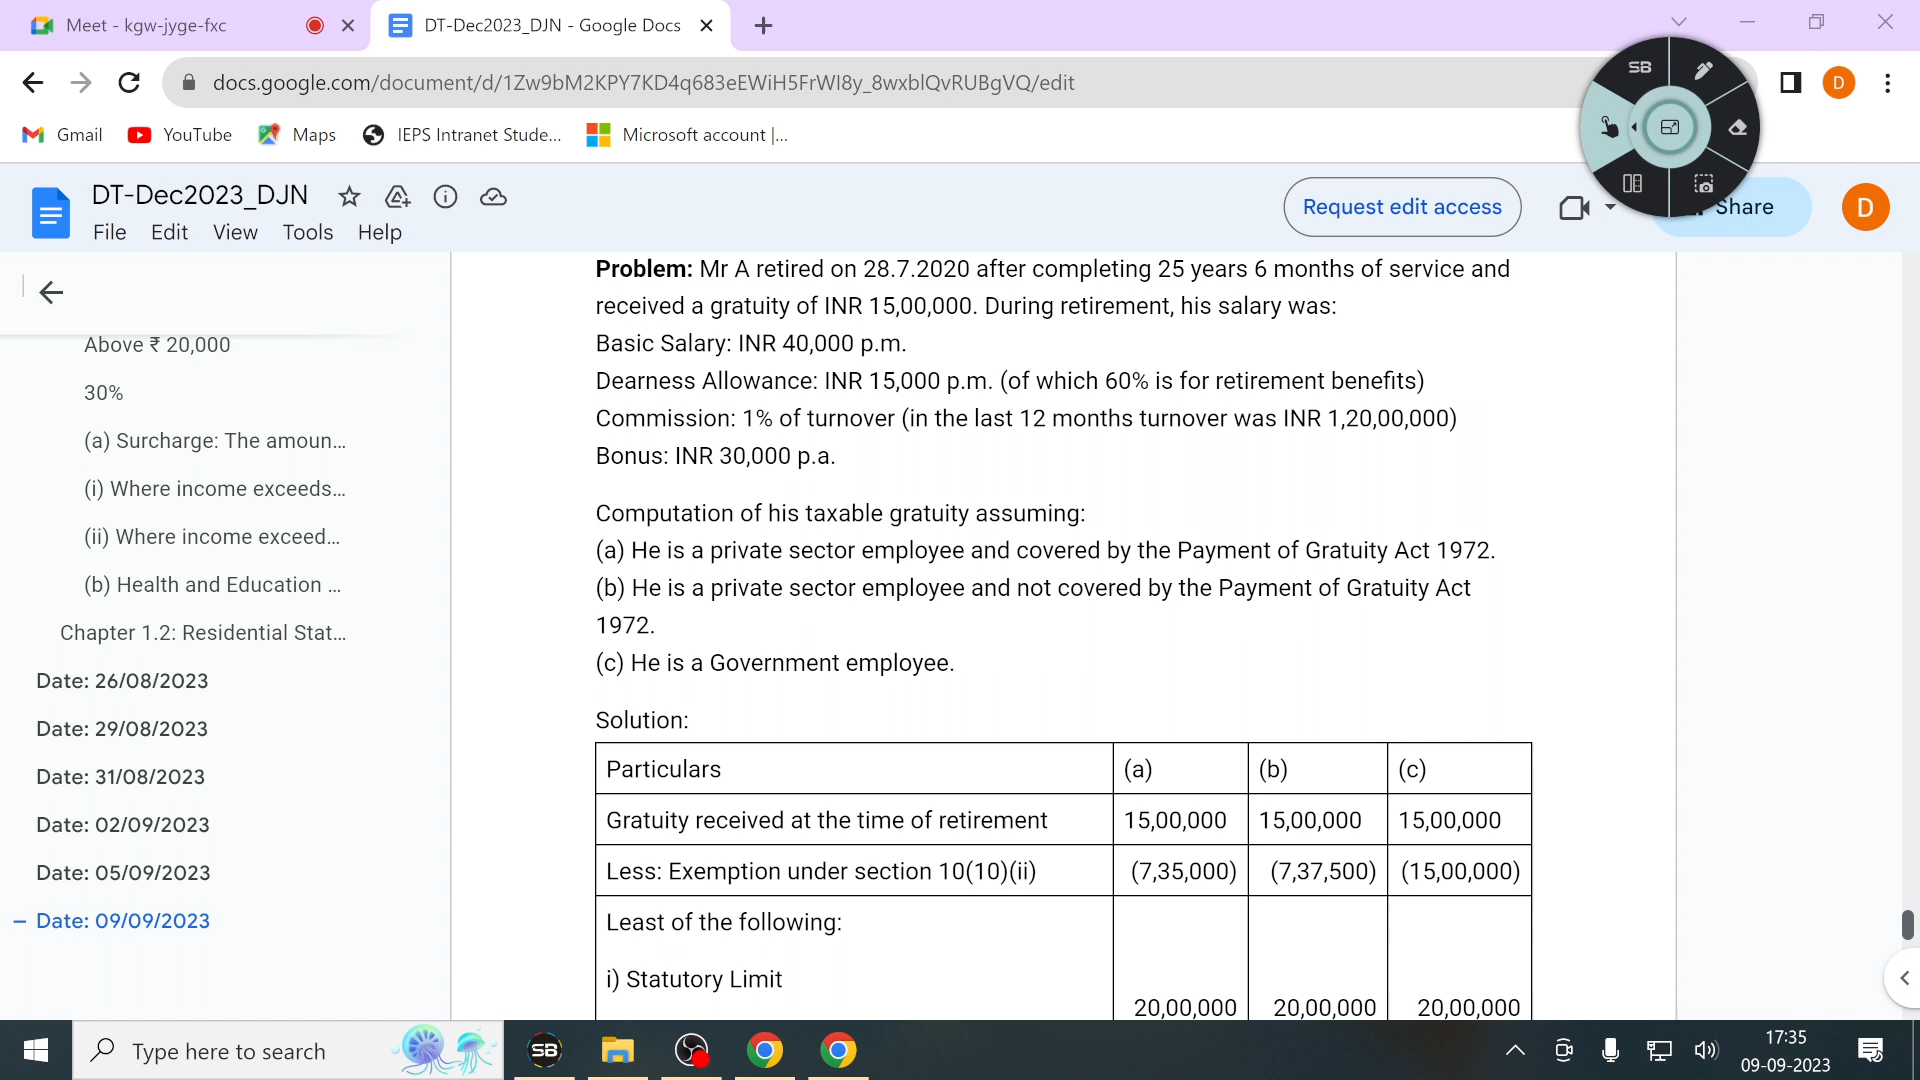 Meet - kgw-jyge-fxc
DT-Dec2023_DJN - Google Docs
docs.google.com/document/d/1Zw9bM2KPY7KD4q683eEWiH5FrWI8y_8wxblQvRUBgVQ/edit
SB
D
Gmail
YouTube
Maps
IEPS Intranet Stude...
Microsoft account |...
DT-Dec2023_DJN
File Edit View Tools Help
Request edit access
Share
D
Above ₹ 20,000
30%
(a) Surcharge: The amoun...
(i) Where income exceeds...
(ii) Where income exceed...
(b) Health and Education ...
Chapter 1.2: Residential Stat...
Date: 26/08/2023
Date: 29/08/2023
Date: 31/08/2023
Date: 02/09/2023
Date: 05/09/2023
Date: 09/09/2023
Problem: Mr A retired on 28.7.2020 after completing 25 years 6 months of service and
received a gratuity of INR 15,00,000. During retirement, his salary was:
Basic Salary: INR 40,000 p.m.
Dearness Allowance: INR 15,000 p.m. (of which 60% is for retirement benefits)
Commission: 1% of turnover (in the last 12 months turnover was INR 1,20,00,000)
Bonus: INR 30,000 p.a.
Computation of his taxable gratuity assuming:
(a) He is a private sector employee and covered by the Payment of Gratuity Act 1972.
(b) He is a private sector employee and not covered by the Payment of Gratuity Act
1972.
(c) He is a Government employee.
Solution:
Particulars (a) (b) (c)
Gratuity received at the time of retirement 15,00,000 15,00,000 15,00,000
Less: Exemption under section 10(10)(ii) (7,35,000) (7,37,500) (15,00,000)
Least of the following:
i) Statutory Limit
20,00,000 20,00,000 20,00,000
Type here to search
SB
17:35
09-09-2023